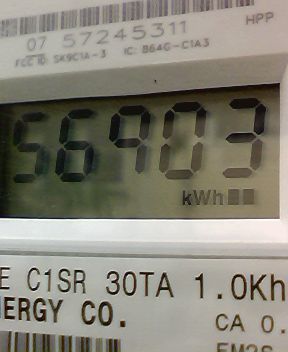 HPP
07 57245311
FCC ID: SK9C1A-3 IC: 864G-C1A3
56903
kWh
E C1SR 30TA 1.0Kh
NERGY CO.
CA 0.